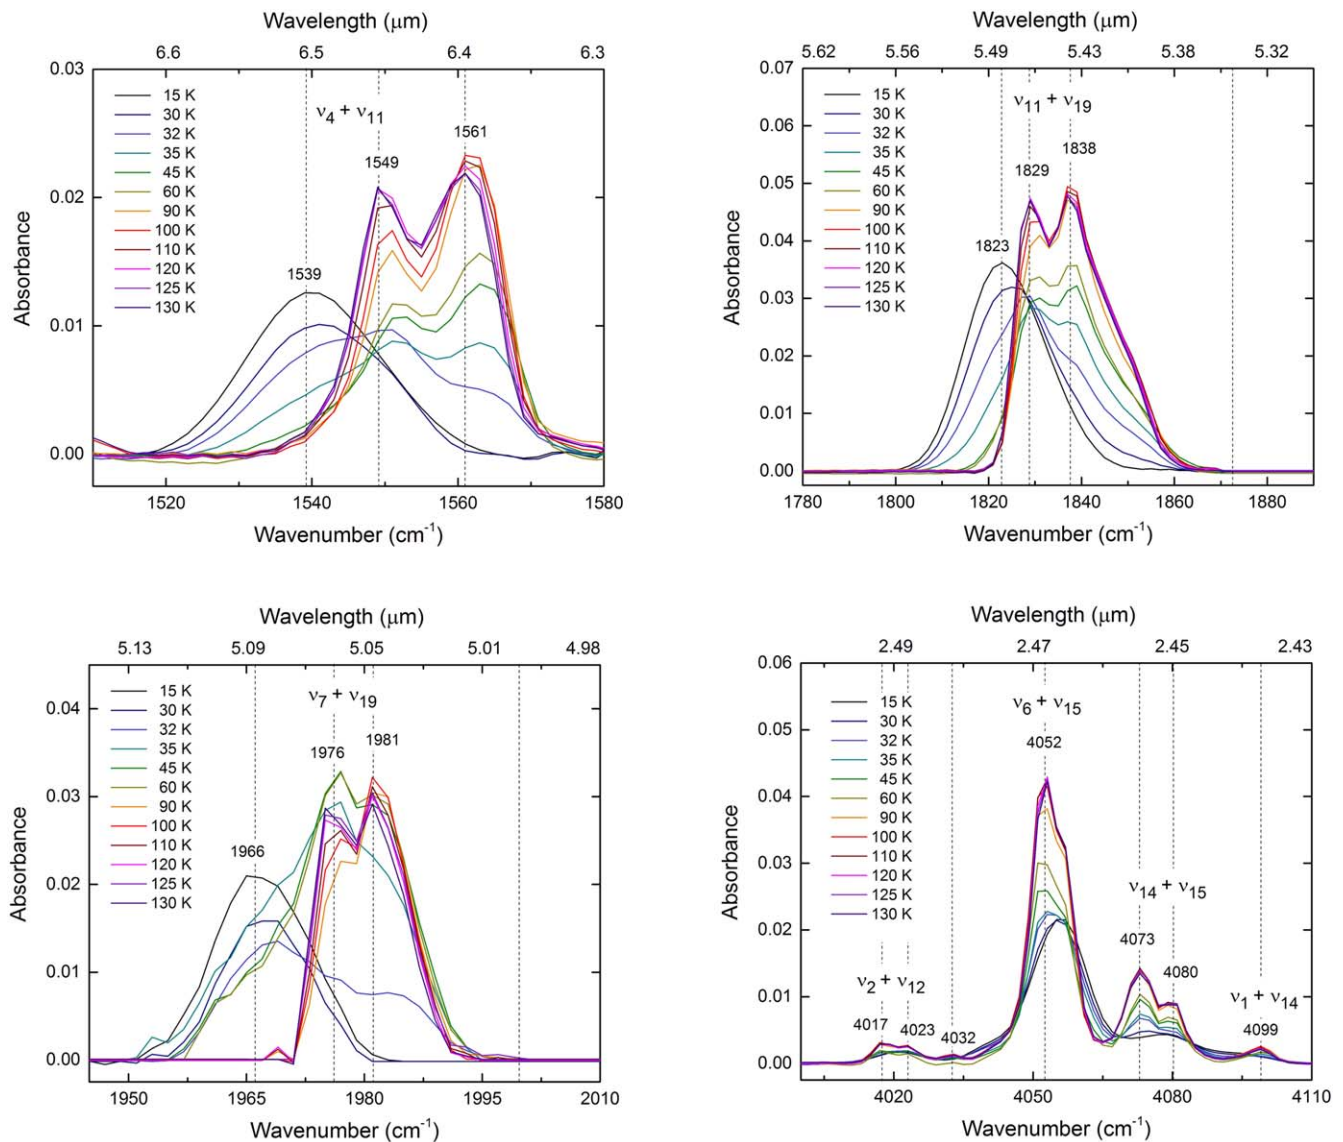 Wavelength (μm)
6.6 6.5 6.4 6.3
0.03
0.02
0.01
0.00
Absorbance
15 K
30 K
32 K
35 K
45 K
60 K
90 K
100 K
110 K
120 K
125 K
130 K
ν4 + ν11
1539
1549
1561
1520 1540 1560 1580
Wavenumber (cm-1)
Wavelength (μm)
5.62 5.56 5.49 5.43 5.38 5.32
0.07
0.06
0.05
0.04
0.03
0.02
0.01
0.00
Absorbance
15 K
30 K
32 K
35 K
45 K
60 K
90 K
100 K
110 K
120 K
125 K
130 K
ν11 + ν19
1823
1829
1838
1780 1800 1820 1840 1860 1880
Wavenumber (cm-1)
Wavelength (μm)
5.13 5.09 5.05 5.01 4.98
0.04
0.03
0.02
0.01
0.00
Absorbance
15 K
30 K
32 K
35 K
45 K
60 K
90 K
100 K
110 K
120 K
125 K
130 K
ν7 + ν19
1966
1976
1981
1950 1965 1980 1995 2010
Wavenumber (cm-1)
Wavelength (μm)
2.49 2.47 2.45 2.43
0.06
0.05
0.04
0.03
0.02
0.01
0.00
Absorbance
15 K
30 K
32 K
35 K
45 K
60 K
90 K
100 K
110 K
120 K
125 K
130 K
ν6 + ν15
4052
ν14 + ν15
4073
4080
ν2 + ν12
4017 4023 4032
ν1 + ν14
4099
4020 4050 4080 4110
Wavenumber (cm-1)